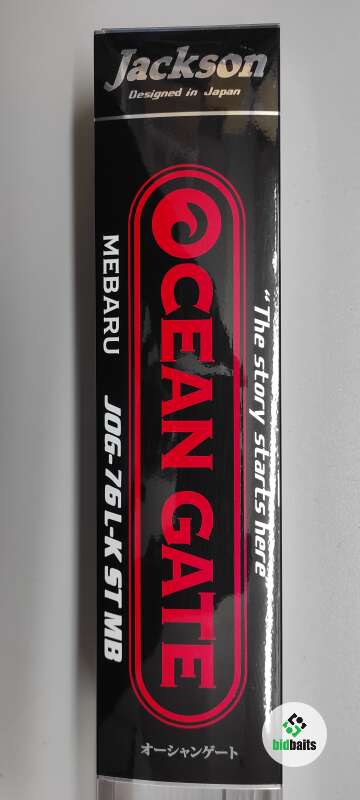 Jackson
Designed in Japan
OCEAN GATE
"The story starts here"
MEBARU JOG-76L-K ST MB
オーシャンゲート
bidbaits